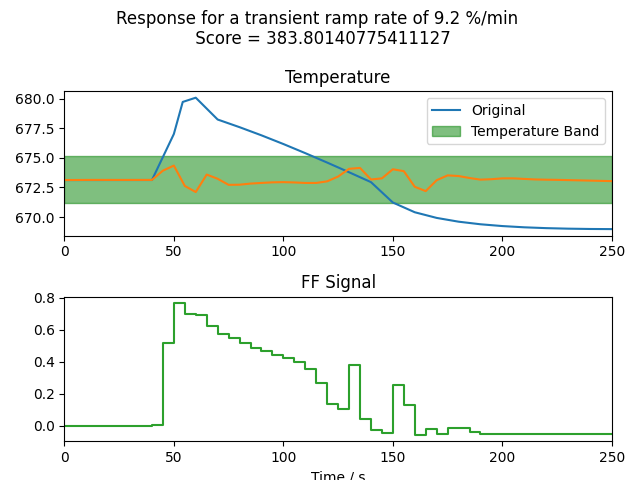 Response for a transient ramp rate of 9.2 %/min
Score = 383.80140775411127
Temperature
680.0
677.5
675.0
672.5
670.0
Original
Temperature Band
0 50 100 150 200 250
FF Signal
0.8
0.6
0.4
0.2
0.0
0 50 100 150 200 250
Time / s